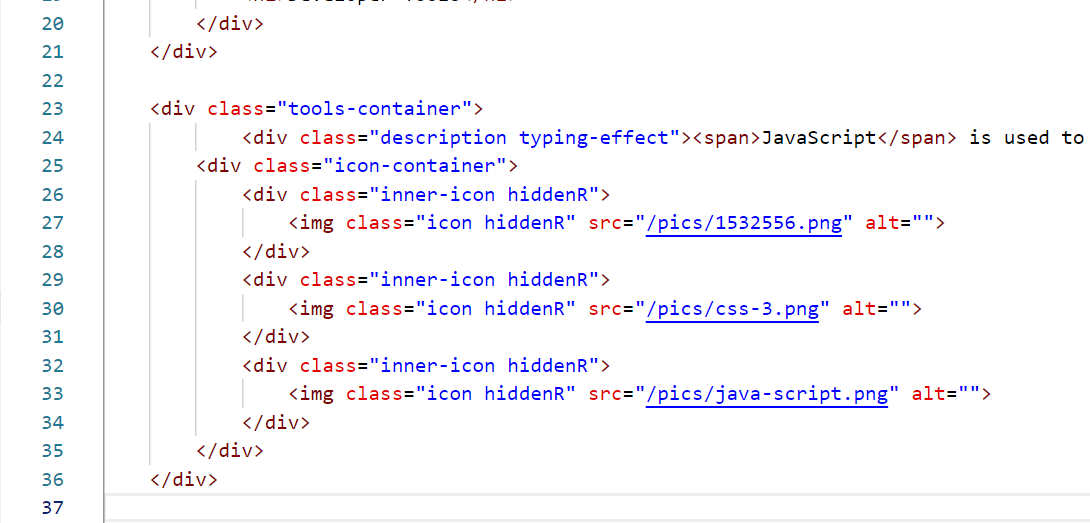 20 </div>
21 </div>
22
23 <div class="tools-container">
24 <div class="description typing-effect"><span>JavaScript</span> is used to
25 <div class="icon-container">
26 <div class="inner-icon hiddenR">
27 <img class="icon hiddenR" src="/pics/1532556.png" alt="">
28 </div>
29 <div class="inner-icon hiddenR">
30 <img class="icon hiddenR" src="/pics/css-3.png" alt="">
31 </div>
32 <div class="inner-icon hiddenR">
33 <img class="icon hiddenR" src="/pics/java-script.png" alt="">
34 </div>
35 </div>
36 </div>
37